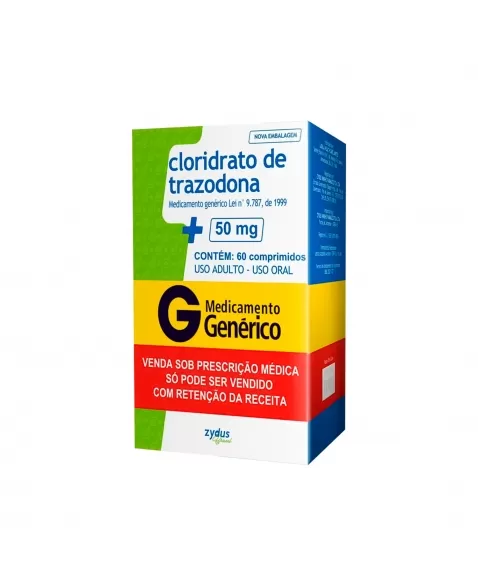 NOVA EMBALAGEM
cloridrato de
trazodona
Medicamento genérico Lei n° 9.787, de 1999
+ 50 mg
CONTÉM: 60 comprimidos
USO ADULTO - USO ORAL
G Medicamento
Genérico
VENDA SOB PRESCRIÇÃO MÉDICA
SÓ PODE SER VENDIDO
COM RETENÇÃO DA RECEITA
zydus